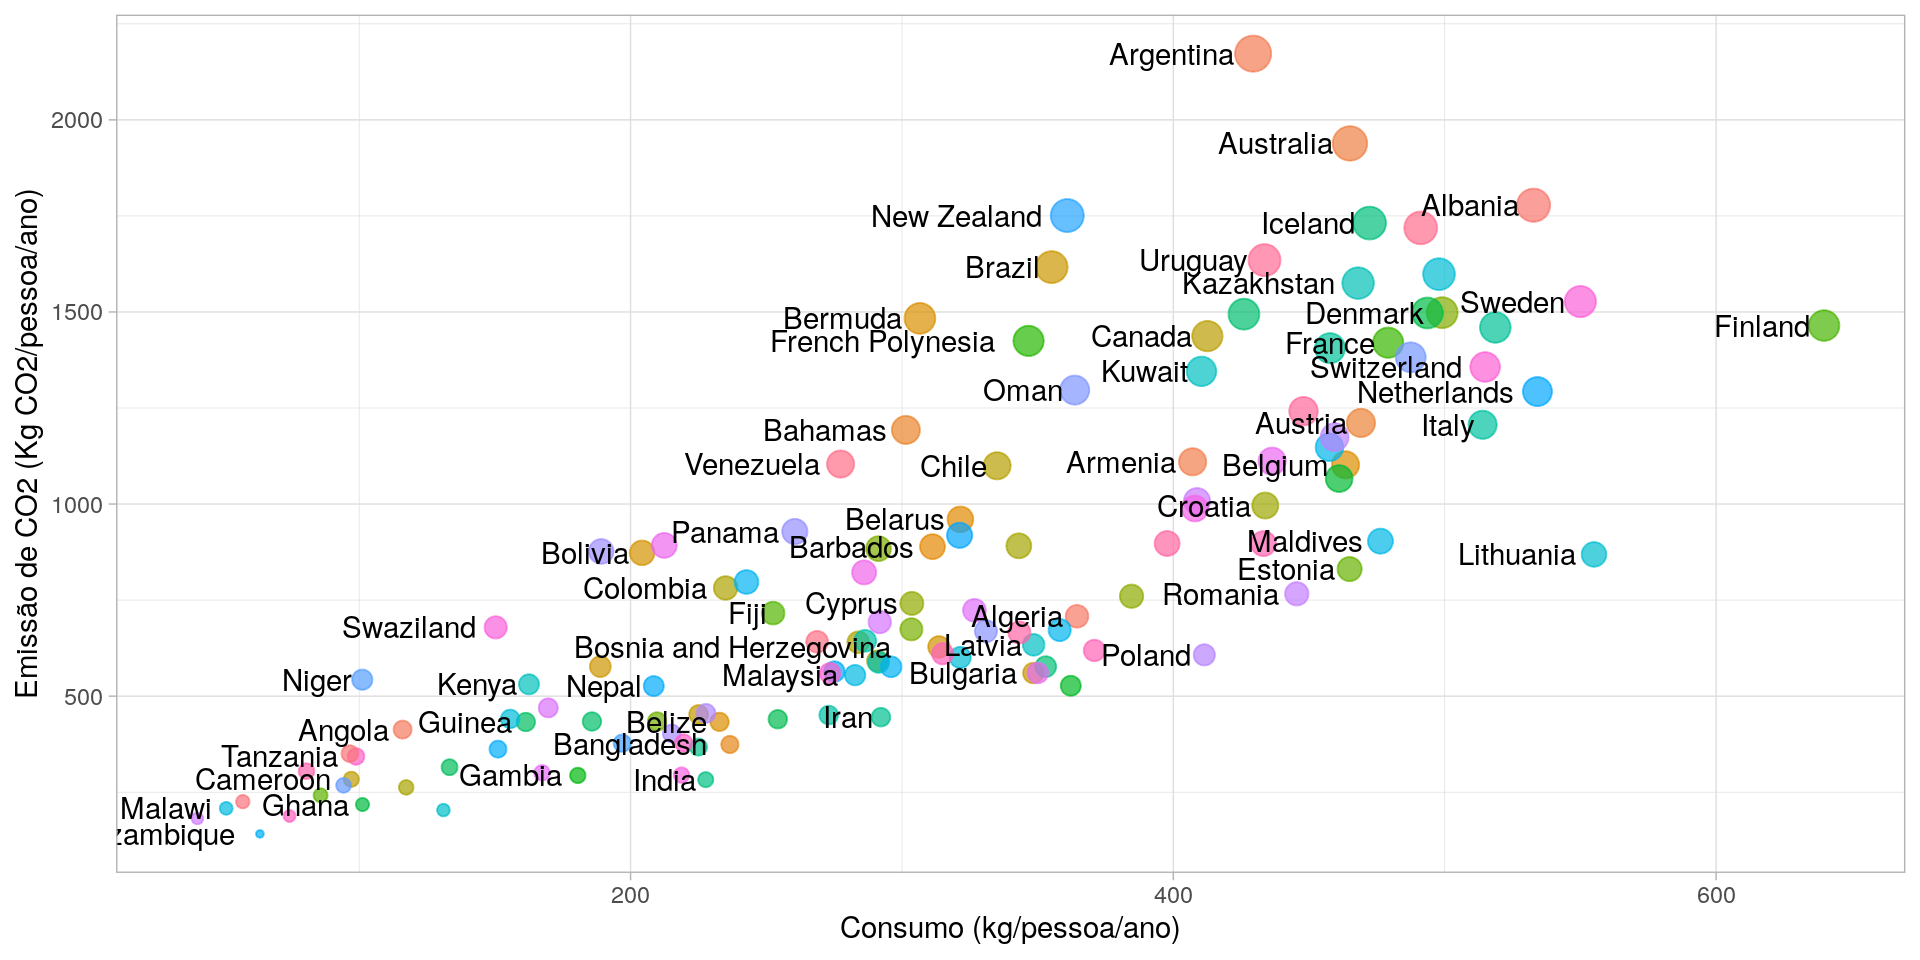 Argentina
Australia
Albania
New Zealand
Iceland
Brazil
Uruguay
Kazakhstan
Sweden
Denmark
Bermuda
Finland
Canada
French Polynesia
France
Switzerland
Kuwait
Oman
Netherlands
Austria
Italy
Bahamas
Venezuela
Chile
Armenia
Belgium
Croatia
Belarus
Panama
Barbados
Maldives
Bolivia
Lithuania
Estonia
Colombia
Romania
Cyprus
Fiji
Algeria
Swaziland
Bosnia and Herzegovina
Latvia
Poland
Malaysia
Bulgaria
Niger
Kenya
Nepal
Iran
Guinea
Belize
Angola
Bangladesh
Tanzania
Gambia
India
Cameroon
Ghana
Malawi
zambique
2000
1500
1000
500
200
400
600
Consumo (kg/pessoa/ano)
Emissão de CO2 (Kg CO2/pessoa/ano)